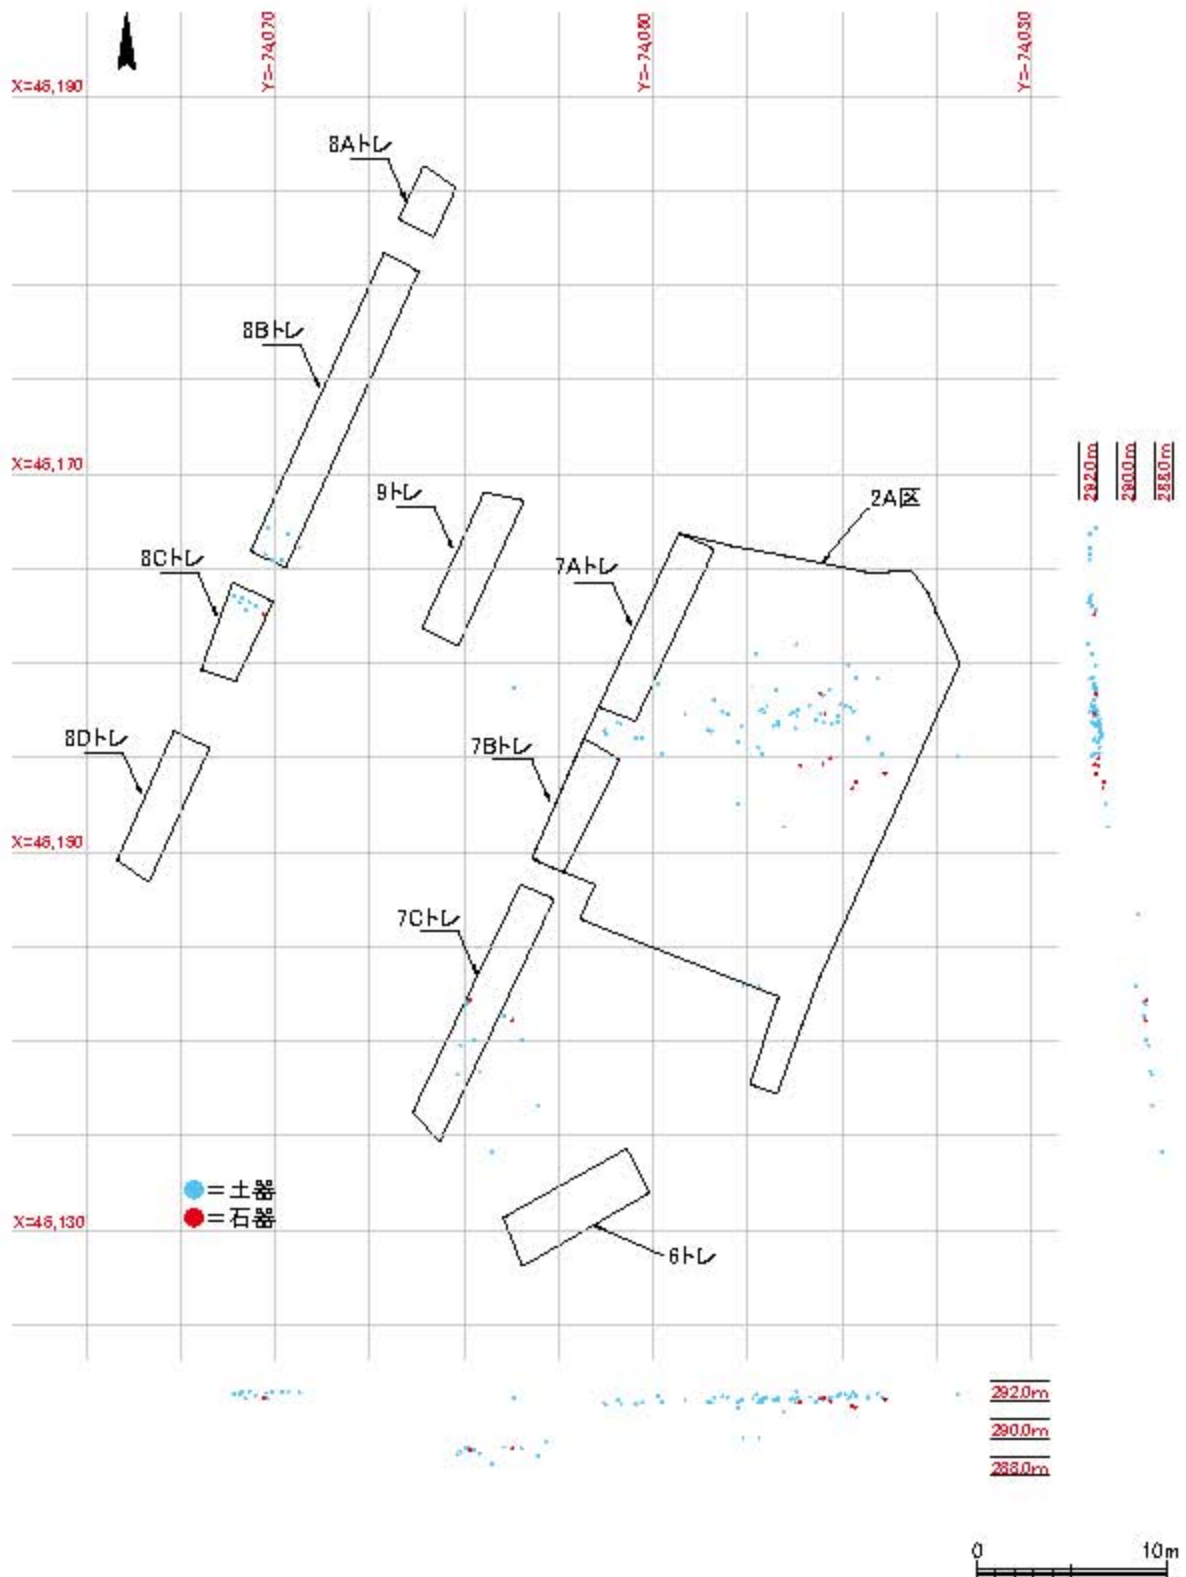 Y=-74,070
Y=-74,050
Y=-74,030
X=46,190
8Aトレ
8Bトレ
X=46,170
9トレ
2A区
292.0m
290.0m
288.0m
8Cトレ
7Aトレ
8Dトレ
7Bトレ
X=46,150
7Cトレ
=土器
=石器
X=46,130
6トレ
292.0m
290.0m
288.0m
0 10m